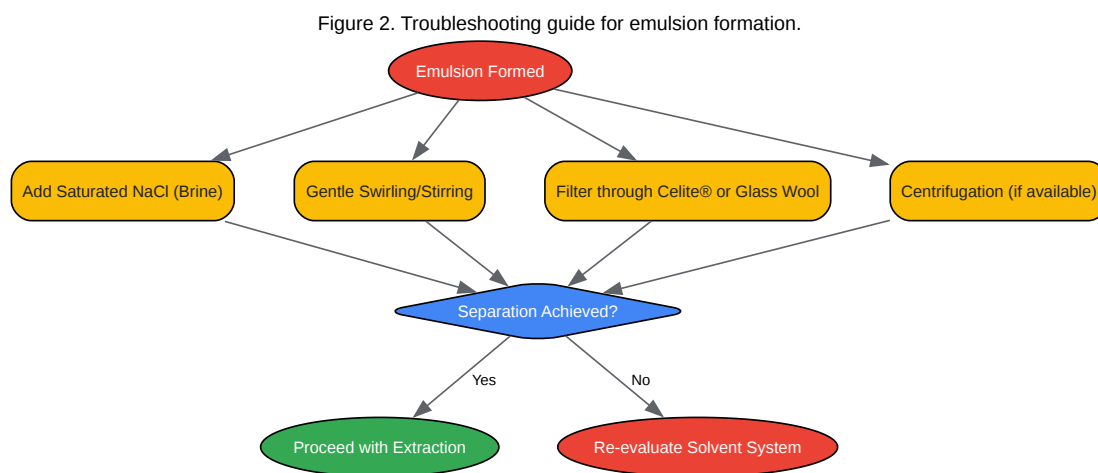 Figure 2. Troubleshooting guide for emulsion formation.
Emulsion Formed
Add Saturated NaCl (Brine)
Gentle Swirling/Stirring
Filter through Celite® or Glass Wool
Centrifugation (if available)
Separation Achieved?
Yes
No
Proceed with Extraction
Re-evaluate Solvent System